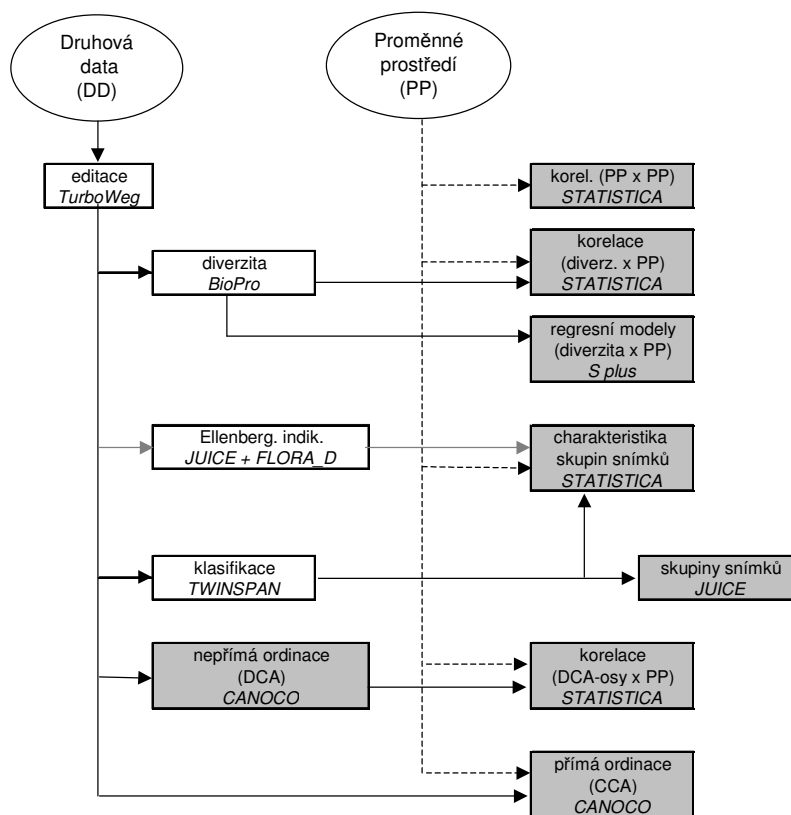 Druhová
data
(DD)
Proměnné
prostředí
(PP)
editace
TurboWeg
korel. (PP x PP)
STATISTICA
diverzita
BioPro
korelace
(diverz. x PP)
STATISTICA
regresní modely
(diverzita x PP)
S plus
Ellenberg. indik.
JUICE + FLORA_D
charakteristika
skupin snímků
STATISTICA
klasifikace
TWINSPAN
skupiny snímků
JUICE
nepřímá ordinace
(DCA)
CANOCO
korelace
(DCA-osy x PP)
STATISTICA
přímá ordinace
(CCA)
CANOCO